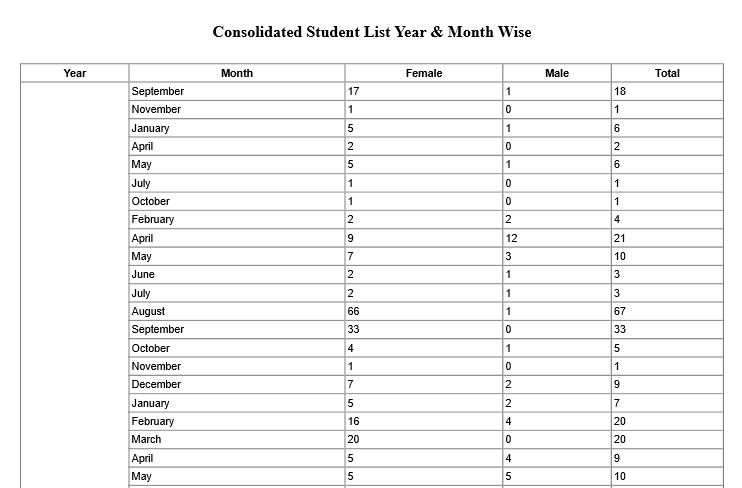 Consolidated Student List Year & Month Wise
Year Month Female Male Total
September 17 1 18
November 1 0 1
January 5 1 6
April 2 0 2
May 5 1 6
July 1 0 1
October 1 0 1
February 2 2 4
April 9 12 21
May 7 3 10
June 2 1 3
July 2 1 3
August 66 1 67
September 33 0 33
October 4 1 5
November 1 0 1
December 7 2 9
January 5 2 7
February 16 4 20
March 20 0 20
April 5 4 9
May 5 5 10